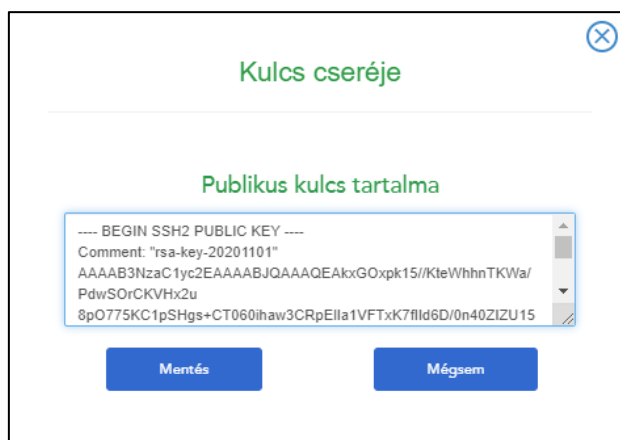 Kulcs cseréje
Publikus kulcs tartalma
---- BEGIN SSH2 PUBLIC KEY ----
Comment: "rsa-key-20201101"
AAAAB3NzaC1yc2EAAAABJQAAAQEAkxGOxpk15//KteWhhnTKWa/
PdwSOrCKVHx2u
8pO775KC1pSHgs+CT060ihaw3CRpEIla1VFTxK7fIld6D/0n40ZIZU15
Mentés
Mégsem